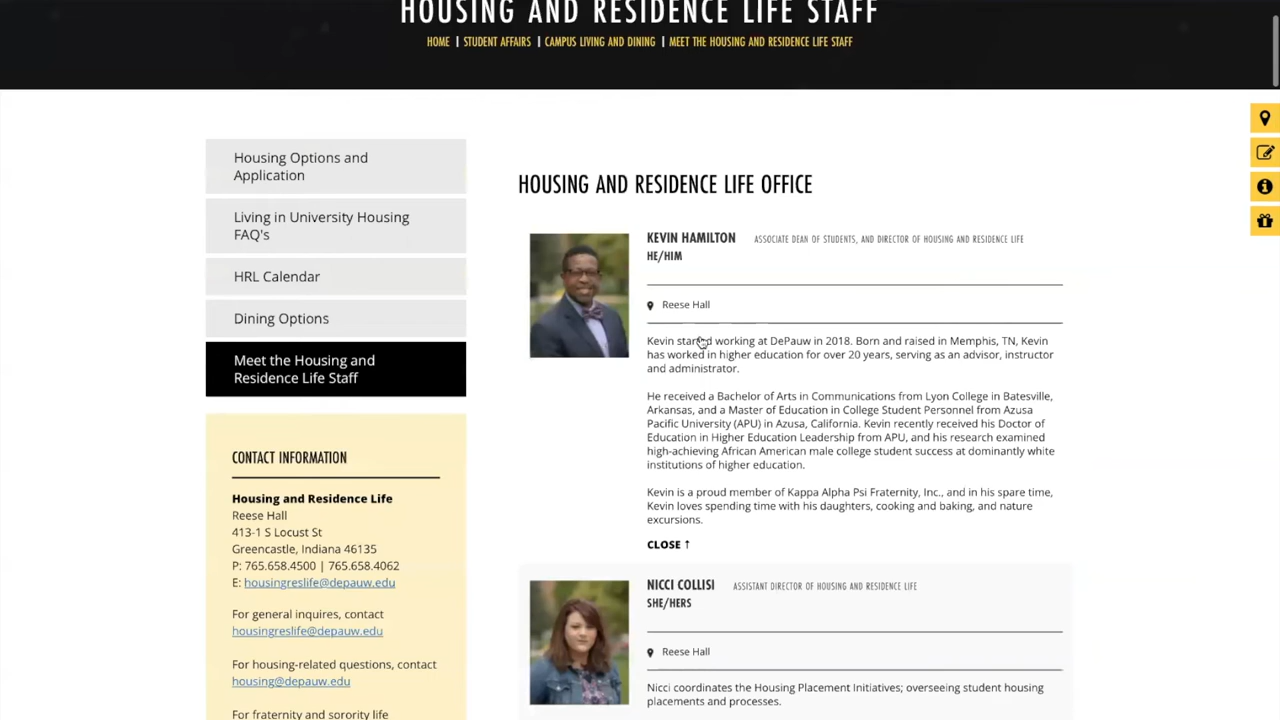 HOUSING AND RESIDENCE LIFE STAFF
HOME | STUDENT AFFAIRS | CAMPUS LIVING AND DINING | MEET THE HOUSING AND RESIDENCE LIFE STAFF
Housing Options and
Application
Living in University Housing
FAQ's
HRL Calendar
Dining Options
Meet the Housing and
Residence Life Staff
CONTACT INFORMATION
Housing and Residence Life
Reese Hall
413-1 S Locust St
Greencastle, Indiana 46135
P: 765.658.4500 | 765.658.4062
E: housingreslife@depauw.edu
For general inquires, contact
housingreslife@depauw.edu
For housing-related questions, contact
housing@depauw.edu
For fraternity and sorority life
HOUSING AND RESIDENCE LIFE OFFICE
KEVIN HAMILTON ASSOCIATE DEAN OF STUDENTS, AND DIRECTOR OF HOUSING AND RESIDENCE LIFE
HE/HIM
Reese Hall
Kevin started working at DePauw in 2018. Born and raised in Memphis, TN, Kevin
has worked in higher education for over 20 years, serving as an advisor, instructor
and administrator.
He received a Bachelor of Arts in Communications from Lyon College in Batesville,
Arkansas, and a Master of Education in College Student Personnel from Azusa
Pacific University (APU) in Azusa, California. Kevin recently received his Doctor of
Education in Higher Education Leadership from APU, and his research examined
high-achieving African American male college student success at dominantly white
institutions of higher education.
Kevin is a proud member of Kappa Alpha Psi Fraternity, Inc., and in his spare time,
Kevin loves spending time with his daughters, cooking and baking, and nature
excursions.
CLOSE ↑
NICCI COLLISI ASSISTANT DIRECTOR OF HOUSING AND RESIDENCE LIFE
SHE/HERS
Reese Hall
Nicci coordinates the Housing Placement Initiatives; overseeing student housing
placements and processes.